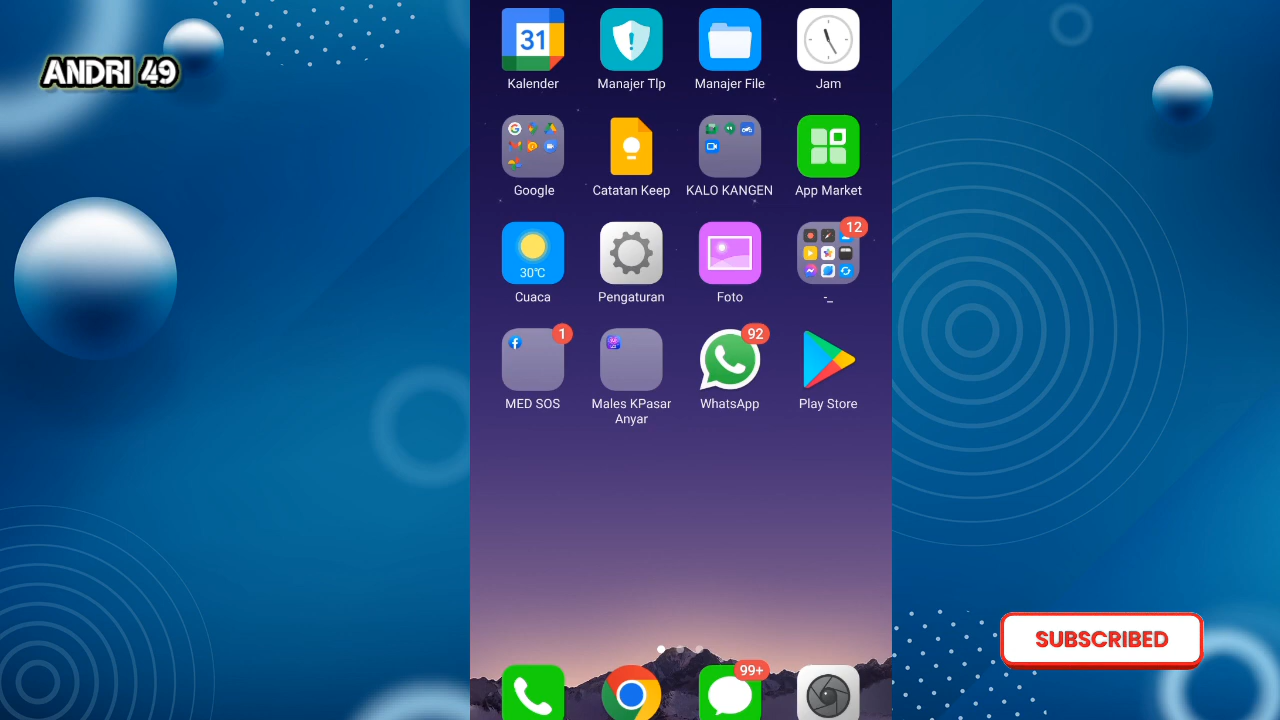 ANDRI 49
31
Kalender
Manajer Tlp
Manajer File
Jam
Google
Catatan Keep
KALO KANGEN
App Market
30°C
Cuaca
Pengaturan
Foto
12
-_
1
MED SOS
Males KPasar
Anyar
92
WhatsApp
Play Store
99+
SUBSCRIBED